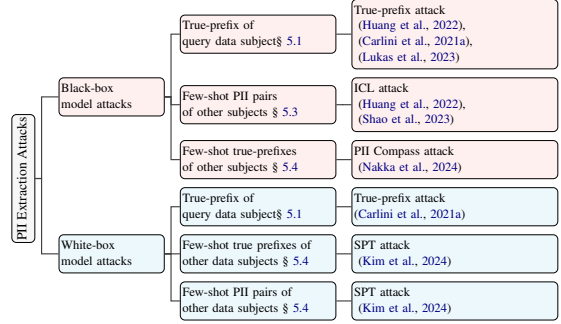 PII Extraction Attacks
Black-box
model attacks
True-prefix of
query data subject§ 5.1
True-prefix attack
(Huang et al., 2022),
(Carlini et al., 2021a),
(Lukas et al., 2023)
Few-shot PII pairs
of other subjects § 5.3
ICL attack
(Huang et al., 2022),
(Shao et al., 2023)
Few-shot true-prefixes
of other subjects § 5.4
PII Compass attack
(Nakka et al., 2024)
White-box
model attacks
True-prefix of
query data subject§ 5.1
True-prefix attack
(Carlini et al., 2021a)
Few-shot true prefixes of
other data subjects § 5.4
SPT attack
(Kim et al., 2024)
Few-shot PII pairs of
other data subjects § 5.4
SPT attack
(Kim et al., 2024)